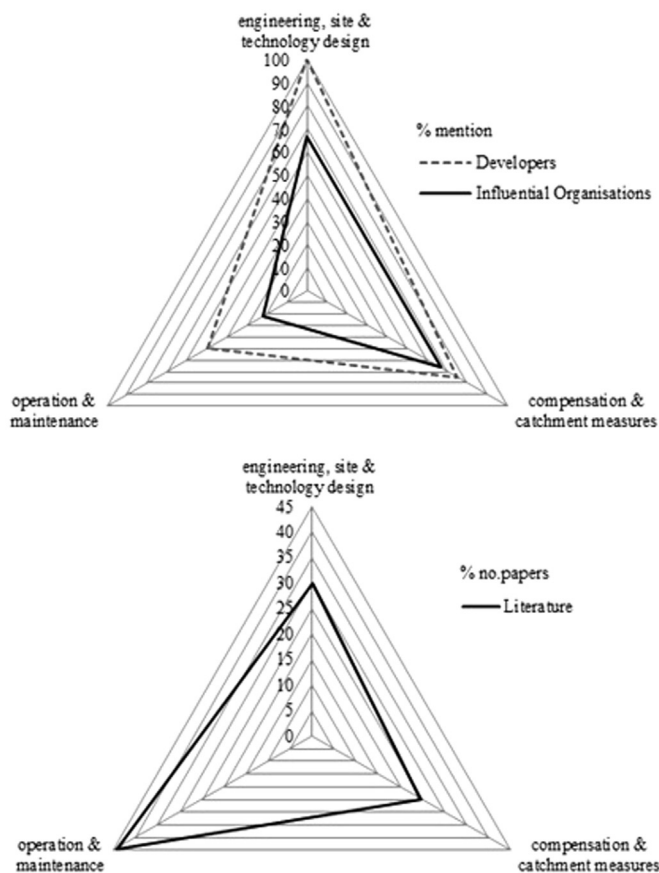 engineering, site &
technology design
100
90
80
70
60
50
40
30
20
10
0
% mention
Developers
Influential Organisations
operation &
maintenance
compensation &
catchment measures
engineering, site &
technology design
45
40
35
30
25
20
15
10
5
0
% no.papers
Literature
operation &
maintenance
compensation &
catchment measures